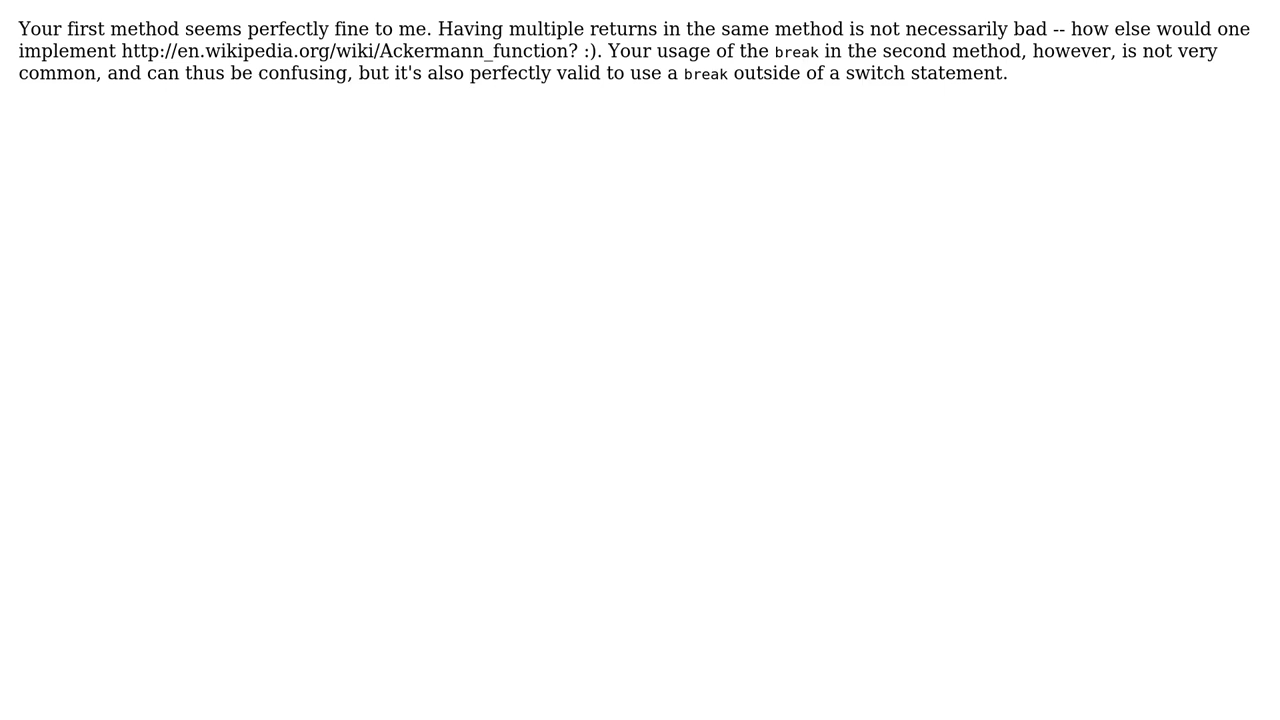 Your first method seems perfectly fine to me. Having multiple returns in the same method is not necessarily bad -- how else would one
implement http://en.wikipedia.org/wiki/Ackermann_function? :). Your usage of the break in the second method, however, is not very
common, and can thus be confusing, but it's also perfectly valid to use a break outside of a switch statement.